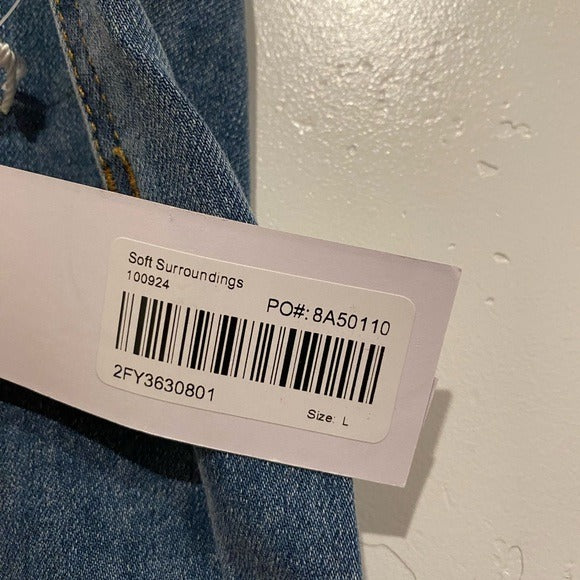 Soft Surroundings
100924
PO#: 8A50110
2FY3630801
Size: L